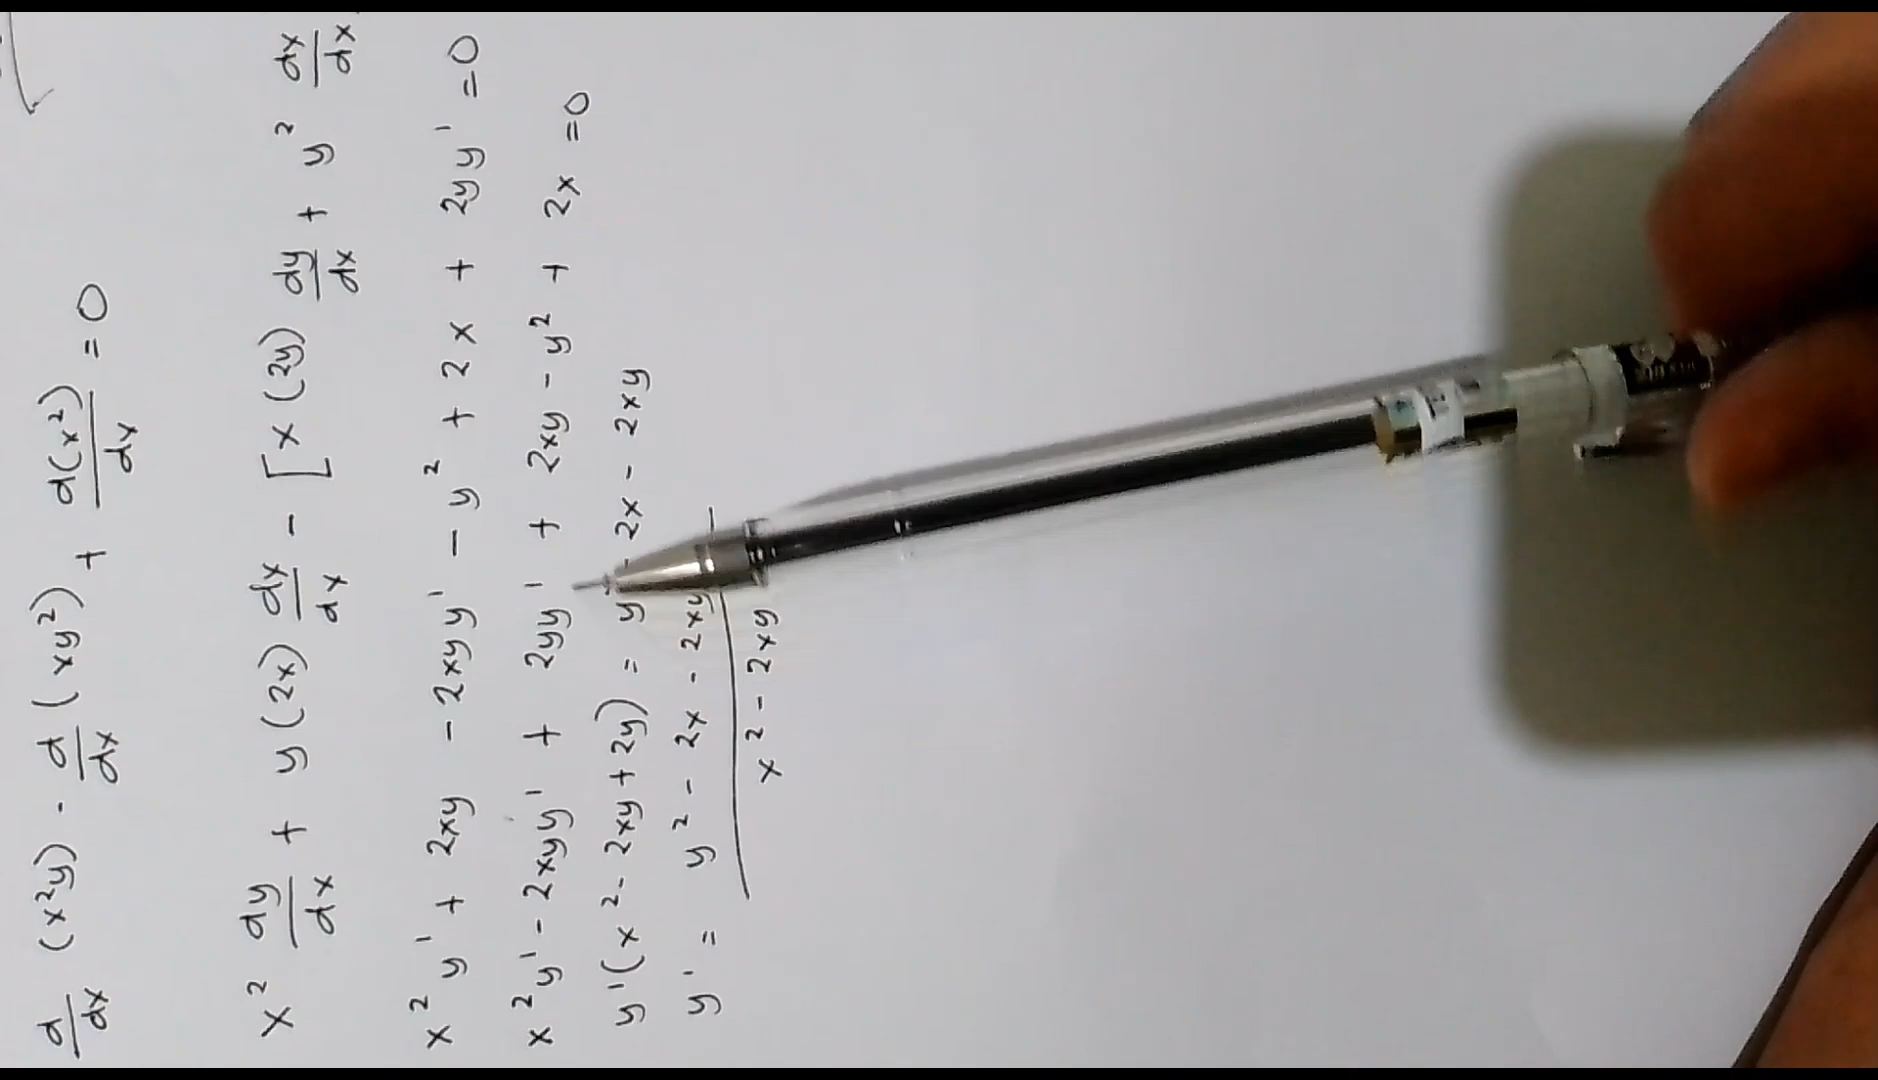 d/dx (x²y) - d/dx (xy²) + d(x²)/dx = 0
x² dy/dx + y(2x) dx/dx - [x(2y) dy/dx + y² dx/dx
x²y' + 2xy - 2xyy' - y² + 2x + 2yy' = 0
x²y' - 2xyy' + 2yy' + 2xy - y² + 2x = 0
y'(x² - 2xy + 2y) = y² - 2x - 2xy
y' = y² - 2x - 2xy
x² - 2xy